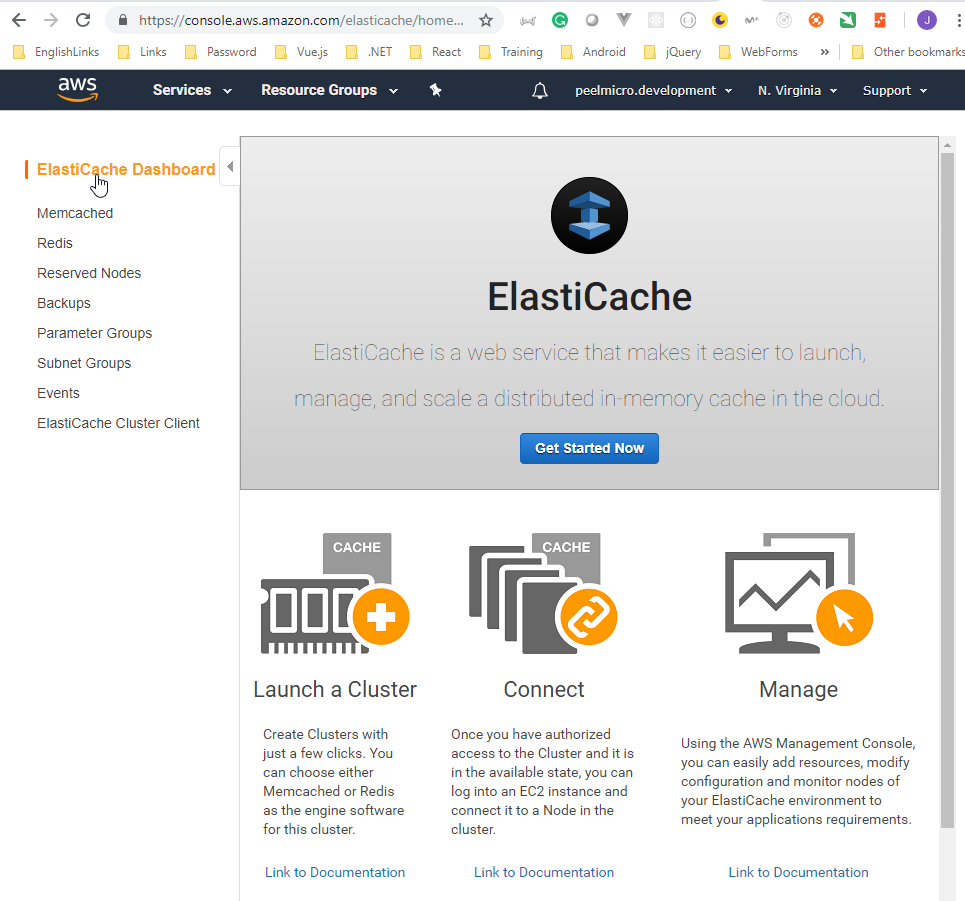 https://console.aws.amazon.com/elasticache/home...
J
EnglishLinks Links Password Vue.js .NET React Training Android jQuery WebForms » Other bookmarks
aws Services Resource Groups peelmicro.development N. Virginia Support
ElastiCache Dashboard
Memcached
Redis
Reserved Nodes
Backups
Parameter Groups
Subnet Groups
Events
ElastiCache Cluster Client
ElastiCache
ElastiCache is a web service that makes it easier to launch,
manage, and scale a distributed in-memory cache in the cloud.
Get Started Now
CACHE
Launch a Cluster
Create Clusters with
just a few clicks. You
can choose either
Memcached or Redis
as the engine software
for this cluster.
Link to Documentation
CACHE
Connect
Once you have authorized
access to the Cluster and it is
in the available state, you can
log into an EC2 instance and
connect it to a Node in the
cluster.
Link to Documentation
Manage
Using the AWS Management Console,
you can easily add resources, modify
configuration and monitor nodes of
your ElastiCache environment to
meet your applications requirements.
Link to Documentation